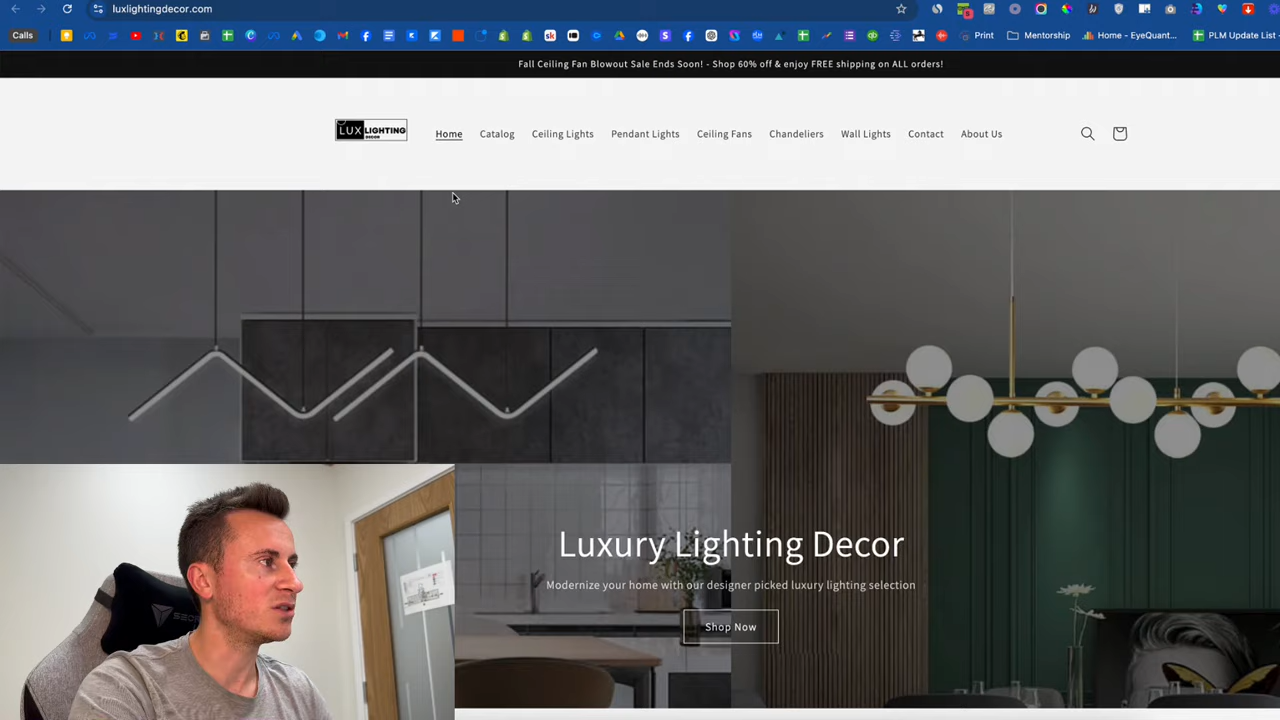 luxlightingdecor.com
Calls
Print
Mentorship
Home - EyeQuant...
PLM Update List -
Fall Ceiling Fan Blowout Sale Ends Soon! - Shop 60% off & enjoy FREE shipping on ALL orders!
LUX LIGHTING
DECOR
Home
Catalog
Ceiling Lights
Pendant Lights
Ceiling Fans
Chandeliers
Wall Lights
Contact
About Us
Luxury Lighting Decor
Modernize your home with our designer picked luxury lighting selection
Shop Now